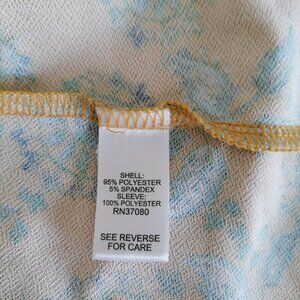 SHELL:
95% POLYESTER
5% SPANDEX
SLEEVE:
100% POLYESTER
RN37080
SEE REVERSE
FOR CARE